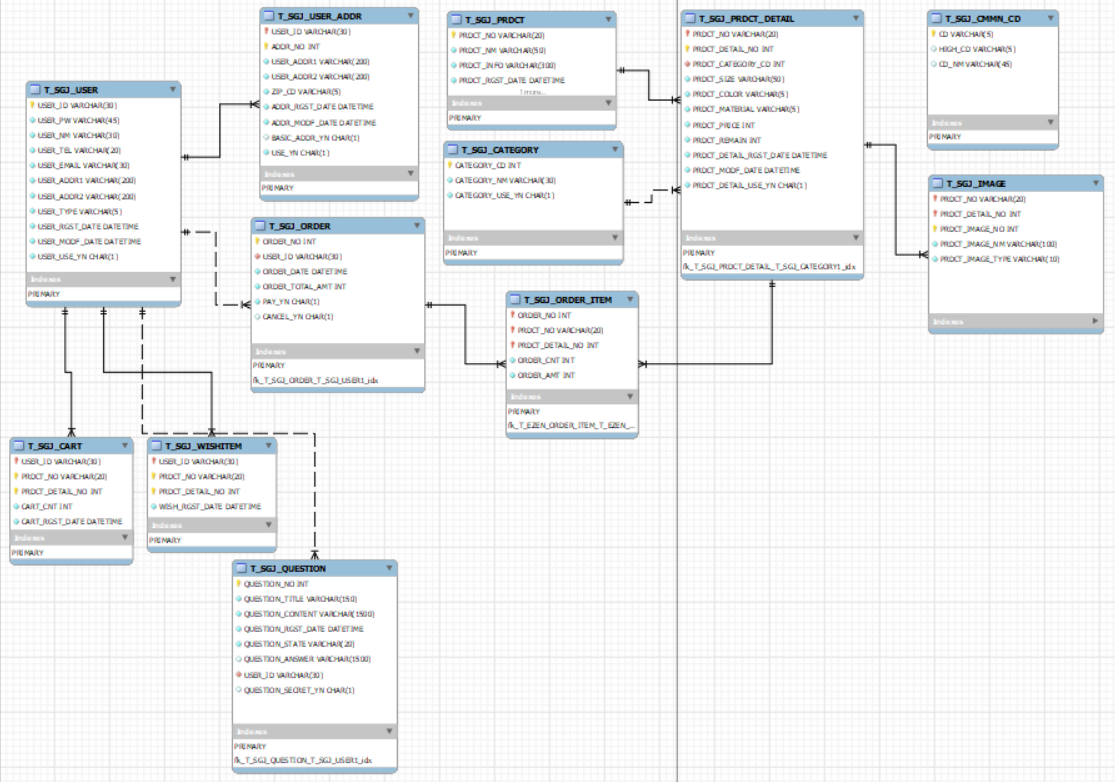 T_SGJ_USER
USER_ID VARCHAR(30)
USER_PW VARCHAR(45)
USER_NM VARCHAR(30)
USER_TEL VARCHAR(20)
USER_EMAIL VARCHAR(30)
USER_ADDR1 VARCHAR(200)
USER_ADDR2 VARCHAR(200)
USER_TYPE VARCHAR(5)
USER_RGST_DATE DATETIME
USER_MODF_DATE DATETIME
USER_USE_YN CHAR(1)
Indexes
PRIMARY
T_SGJ_USER_ADDR
USER_ID VARCHAR(30)
ADDR_NO INT
USER_ADDR1 VARCHAR(200)
USER_ADDR2 VARCHAR(200)
ZIP_CD VARCHAR(5)
ADDR_RGST_DATE DATETIME
ADDR_MODF_DATE DATETIME
BASIC_ADDR_YN CHAR(1)
USE_YN CHAR(1)
Indexes
PRIMARY
T_SGJ_PRDCT
PRDCT_NO VARCHAR(20)
PRDCT_NM VARCHAR(50)
PRDCT_INFO VARCHAR(300)
PRDCT_RGST_DATE DATETIME
Indexes
PRIMARY
T_SGJ_PRDCT_DETAIL
PRDCT_NO VARCHAR(20)
PRDCT_DETAIL_NO INT
PRDCT_CATEGORY_CD INT
PRDCT_SIZE VARCHAR(50)
PRDCT_COLOR VARCHAR(5)
PRDCT_MATERIAL VARCHAR(5)
PRDCT_PRICE INT
PRDCT_REMAIN INT
PRDCT_DETAIL_RGST_DATE DATETIME
PRDCT_MODF_DATE DATETIME
PRDCT_DETAIL_USE_YN CHAR(1)
Indexes
PRIMARY
fk_T_SGJ_PRDCT_DETAIL_T_SGJ_CATEGORY1_idx
T_SGJ_CMMN_CD
CD VARCHAR(5)
HIGH_CD VARCHAR(5)
CD_NM VARCHAR(45)
Indexes
PRIMARY
T_SGJ_CATEGORY
CATEGORY_CD INT
CATEGORY_NM VARCHAR(30)
CATEGORY_USE_YN CHAR(1)
Indexes
PRIMARY
T_SGJ_IMAGE
PRDCT_NO VARCHAR(20)
PRDCT_DETAIL_NO INT
PRDCT_IMAGE_NO INT
PRDCT_IMAGE_NM VARCHAR(100)
PRDCT_IMAGE_TYPE VARCHAR(10)
Indexes
T_SGJ_ORDER
ORDER_NO INT
USER_ID VARCHAR(30)
ORDER_DATE DATETIME
ORDER_TOTAL_AMT INT
PAY_YN CHAR(1)
CANCEL_YN CHAR(1)
Indexes
PRIMARY
fk_T_SGJ_ORDER_T_SGJ_USER1_idx
T_SGJ_ORDER_ITEM
ORDER_NO INT
PRDCT_NO VARCHAR(20)
PRDCT_DETAIL_NO INT
ORDER_CNT INT
ORDER_AMT INT
Indexes
PRIMARY
fk_T_EZEN_ORDER_ITEM_T_EZEN_...
T_SGJ_CART
USER_ID VARCHAR(30)
PRDCT_NO VARCHAR(20)
PRDCT_DETAIL_NO INT
CART_CNT INT
CART_RGST_DATE DATETIME
Indexes
PRIMARY
T_SGJ_WISHITEM
USER_ID VARCHAR(30)
PRDCT_NO VARCHAR(20)
PRDCT_DETAIL_NO INT
WISH_RGST_DATE DATETIME
Indexes
PRIMARY
T_SGJ_QUESTION
QUESTION_NO INT
QUESTION_TITLE VARCHAR(150)
QUESTION_CONTENT VARCHAR(1500)
QUESTION_RGST_DATE DATETIME
QUESTION_STATE VARCHAR(20)
QUESTION_ANSWER VARCHAR(1500)
USER_ID VARCHAR(30)
QUESTION_SECRET_YN CHAR(1)
Indexes
PRIMARY
fk_T_SGJ_QUESTION_T_SGJ_USER1_idx